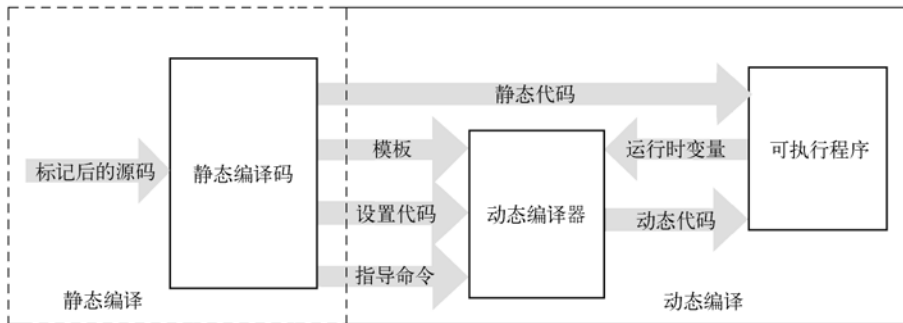 静态代码
模板
运行时变量
可执行程序
标记后的源码
静态编译码
设置代码
动态编译器
动态代码
指导命令
静态编译
动态编译